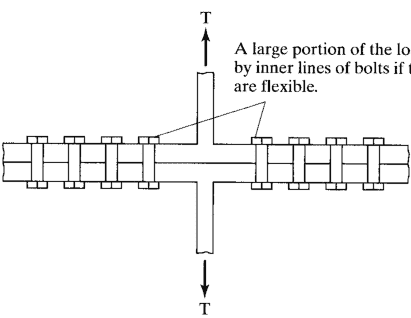 T
A large portion of the lo
by inner lines of bolts if t
are flexible.
T